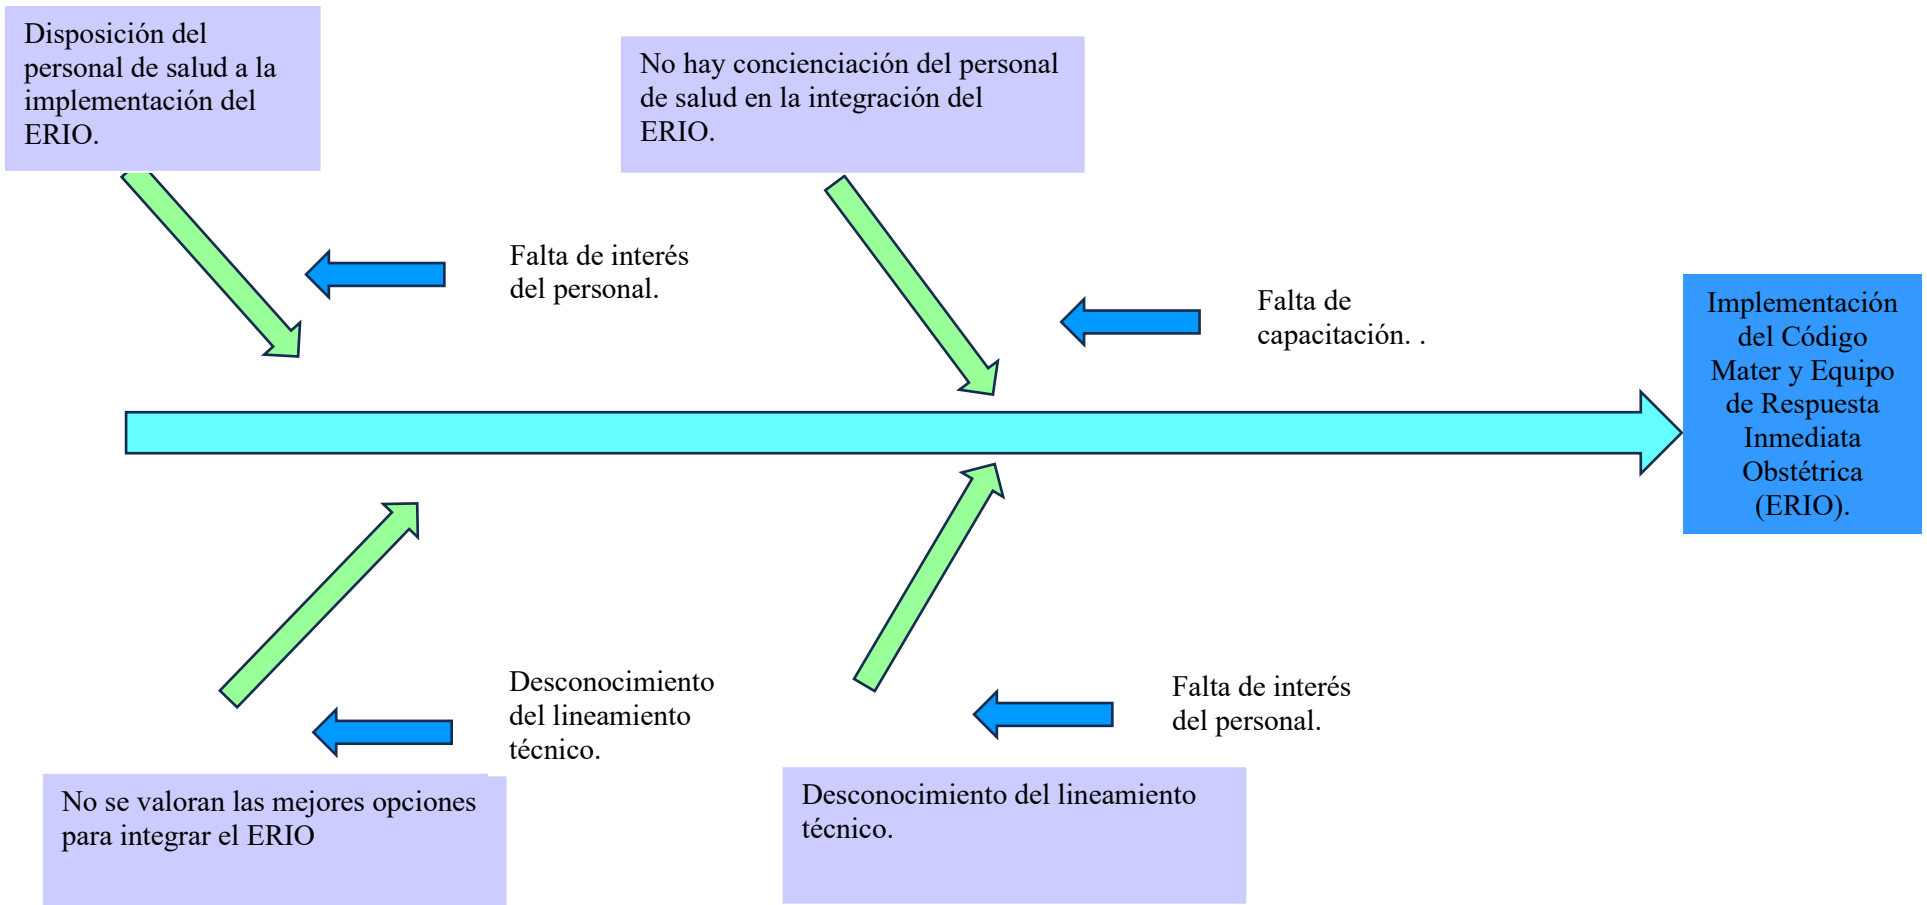 Disposición del
personal de salud a la
implementación del
ERIO.
No hay concienciación del personal
de salud en la integración del
ERIO.
Falta de interés
del personal.
Falta de
capacitación. .
Implementación
del Código
Mater y Equipo
de Respuesta
Inmediata
Obstétrica
(ERIO).
Desconocimiento
del lineamiento
técnico.
Falta de interés
del personal.
No se valoran las mejores opciones
para integrar el ERIO
Desconocimiento del lineamiento
técnico.